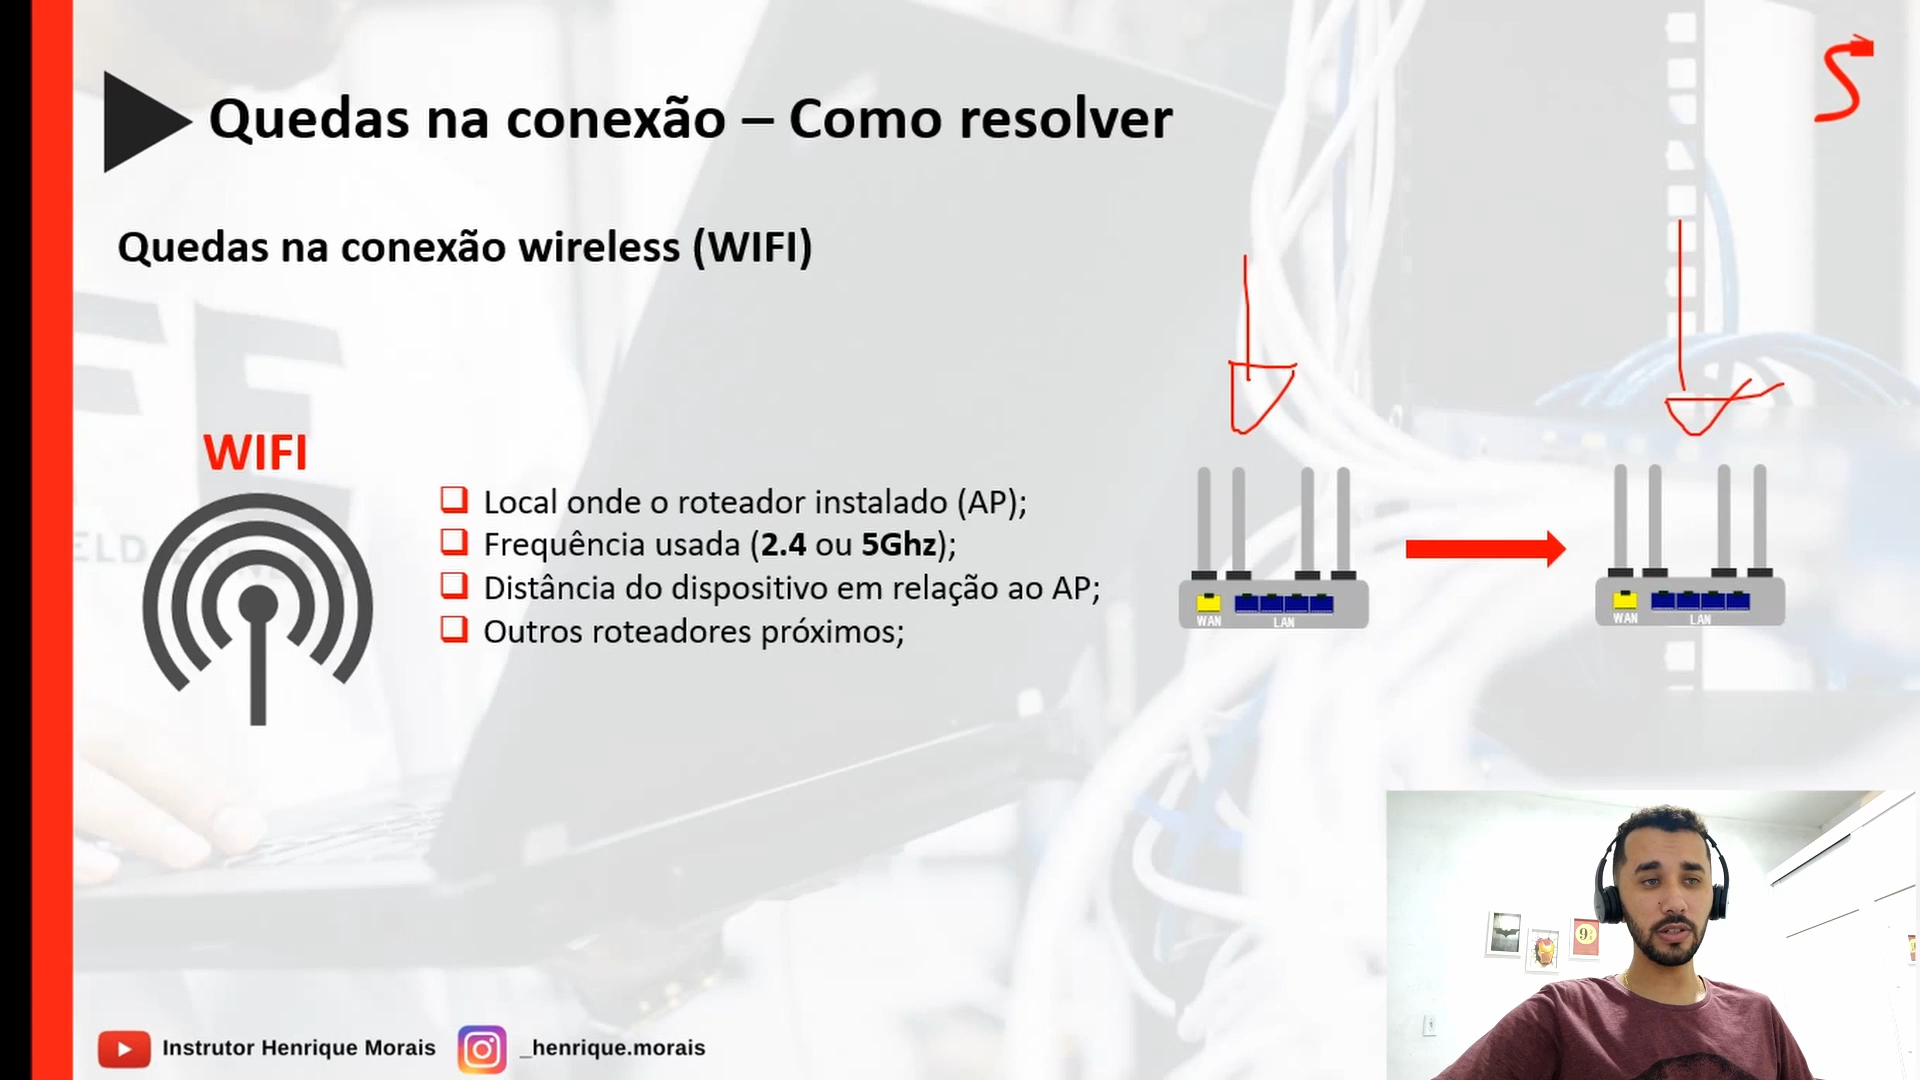 Quedas na conexão – Como resolver
Quedas na conexão wireless (WIFI)
WIFI
Local onde o roteador instalado (AP);
Frequência usada (2.4 ou 5Ghz);
Distância do dispositivo em relação ao AP;
Outros roteadores próximos;
WAN LAN
WAN LAN
Instrutor Henrique Morais
_henrique.morais